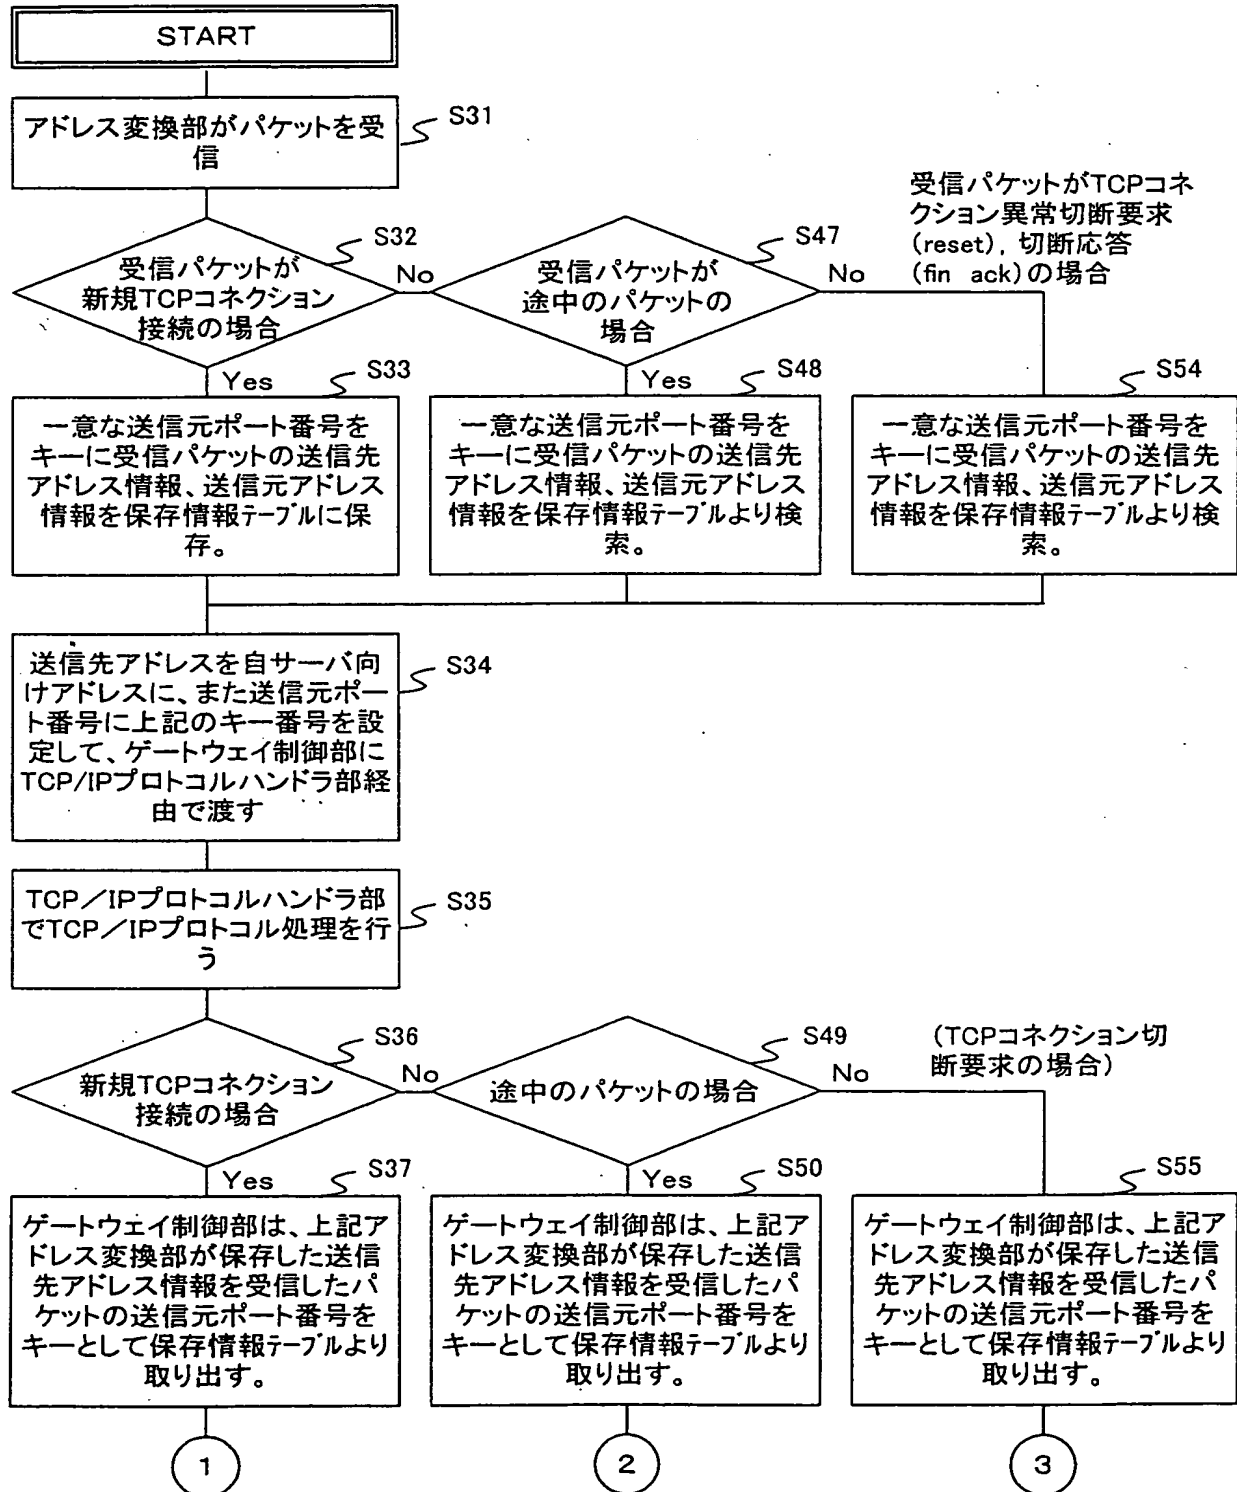 START
アドレス変換部がパケットを受
信
S31
受信パケットがTCPコネ
クション異常切断要求
(reset), 切断応答
(fin ack)の場合
S32
受信パケットが
新規TCPコネクション
接続の場合
No
S47
受信パケットが
途中のパケットの
場合
No
Yes
S33
一意な送信元ポート番号を
キーに受信パケットの送信先
アドレス情報、送信元アドレス
情報を保存情報テーブルに保
存。
Yes
S48
一意な送信元ポート番号を
キーに受信パケットの送信先
アドレス情報、送信元アドレス
情報を保存情報テーブルより検
索。
S54
一意な送信元ポート番号を
キーに受信パケットの送信先
アドレス情報、送信元アドレス
情報を保存情報テーブルより検
索。
送信先アドレスを自サーバ向
けアドレスに、また送信元ポー
ト番号に上記のキー番号を設
定して、ゲートウェイ制御部に
TCP/IPプロトコルハンドラ部経
由で渡す
S34
TCP／IPプロトコルハンドラ部
でTCP／IPプロトコル処理を行
う
S35
S36
新規TCPコネクション
接続の場合
No
S49
途中のパケットの場合
No
(TCPコネクション切
断要求の場合)
Yes
S37
ゲートウェイ制御部は、上記ア
ドレス変換部が保存した送信
先アドレス情報を受信したパ
ケットの送信元ポート番号を
キーとして保存情報テーブルより
取り出す。
Yes
S50
ゲートウェイ制御部は、上記ア
ドレス変換部が保存した送信
先アドレス情報を受信したパ
ケットの送信元ポート番号を
キーとして保存情報テーブルより
取り出す。
S55
ゲートウェイ制御部は、上記ア
ドレス変換部が保存した送信
先アドレス情報を受信したパ
ケットの送信元ポート番号を
キーとして保存情報テーブルより
取り出す。
1
2
3